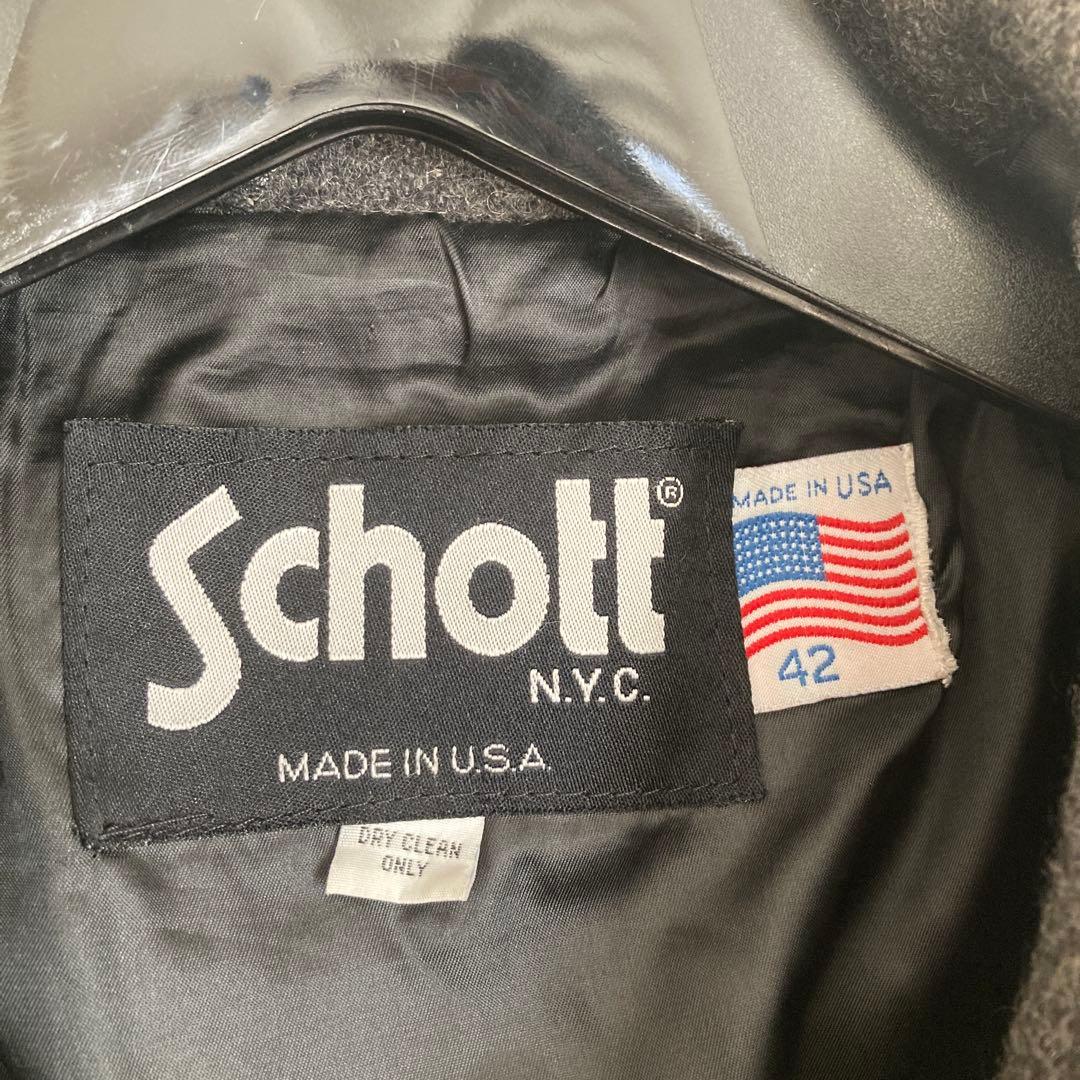 Schott®
N.Y.C.
MADE IN U.S.A.
MADE IN USA
42
DRY CLEAN
ONLY